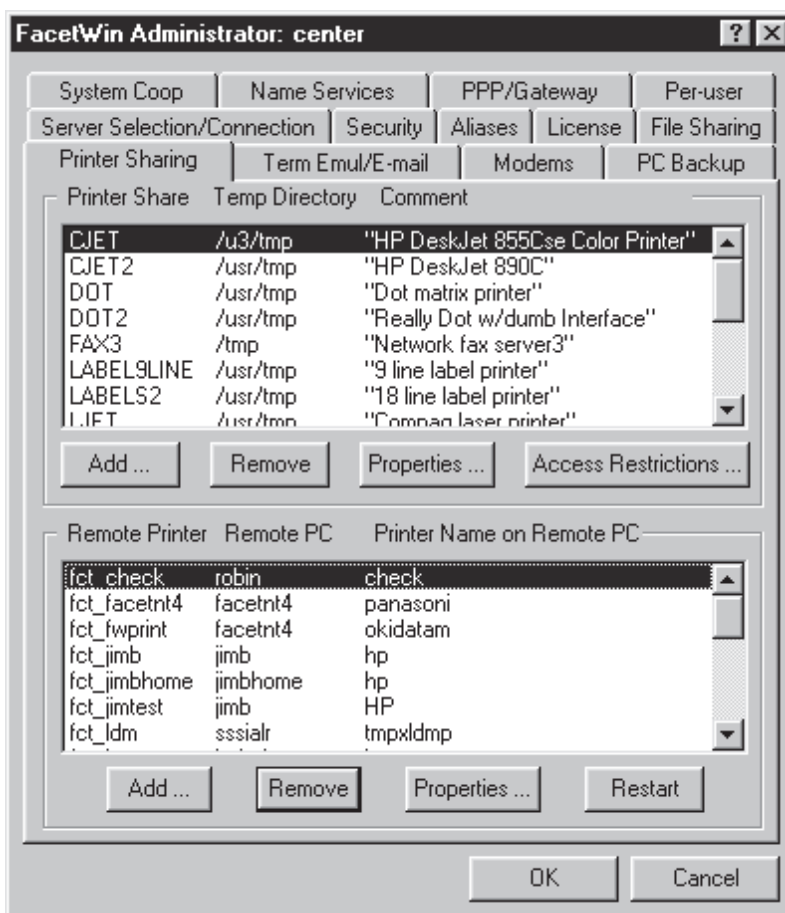 FacetWin Administrator: center
System Coop Name Services PPP/Gateway Per-user
Server Selection/Connection Security Aliases License File Sharing
Printer Sharing Term Emul/E-mail Modems PC Backup
Printer Share Temp Directory Comment
CJET /u3/tmp "HP DeskJet 855Cse Color Printer"
CJET2 /usr/tmp "HP DeskJet 890C"
DOT /usr/tmp "Dot matrix printer"
DOT2 /usr/tmp "Really Dot w/dumb Interface"
FAX3 /tmp "Network fax server3"
LABEL9LINE /usr/tmp "9 line label printer"
LABELS2 /usr/tmp "18 line label printer"
LJET /usr/tmp "Compaq laser printer"
Add ... Remove Properties ... Access Restrictions ...
Remote Printer Remote PC Printer Name on Remote PC
fct_check robin check
fct_facetnt4 facetnt4 panasoni
fct_fwprint facetnt4 okidatam
fct_jimb jimb hp
fct_jimbhome jimbhome hp
fct_jimtest jimb HP
fct_ldm sssialr tmpxldmp
Add ... Remove Properties ... Restart
OK Cancel